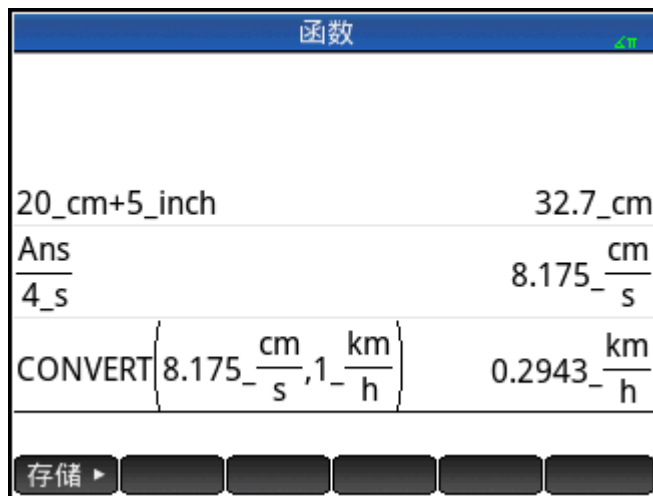 函数
∡π
20_cm+5_inch 32.7_cm
Ans/4_s 8.175_cm/s
CONVERT(8.175_cm/s,1_km/h) 0.2943_km/h
存储 ►